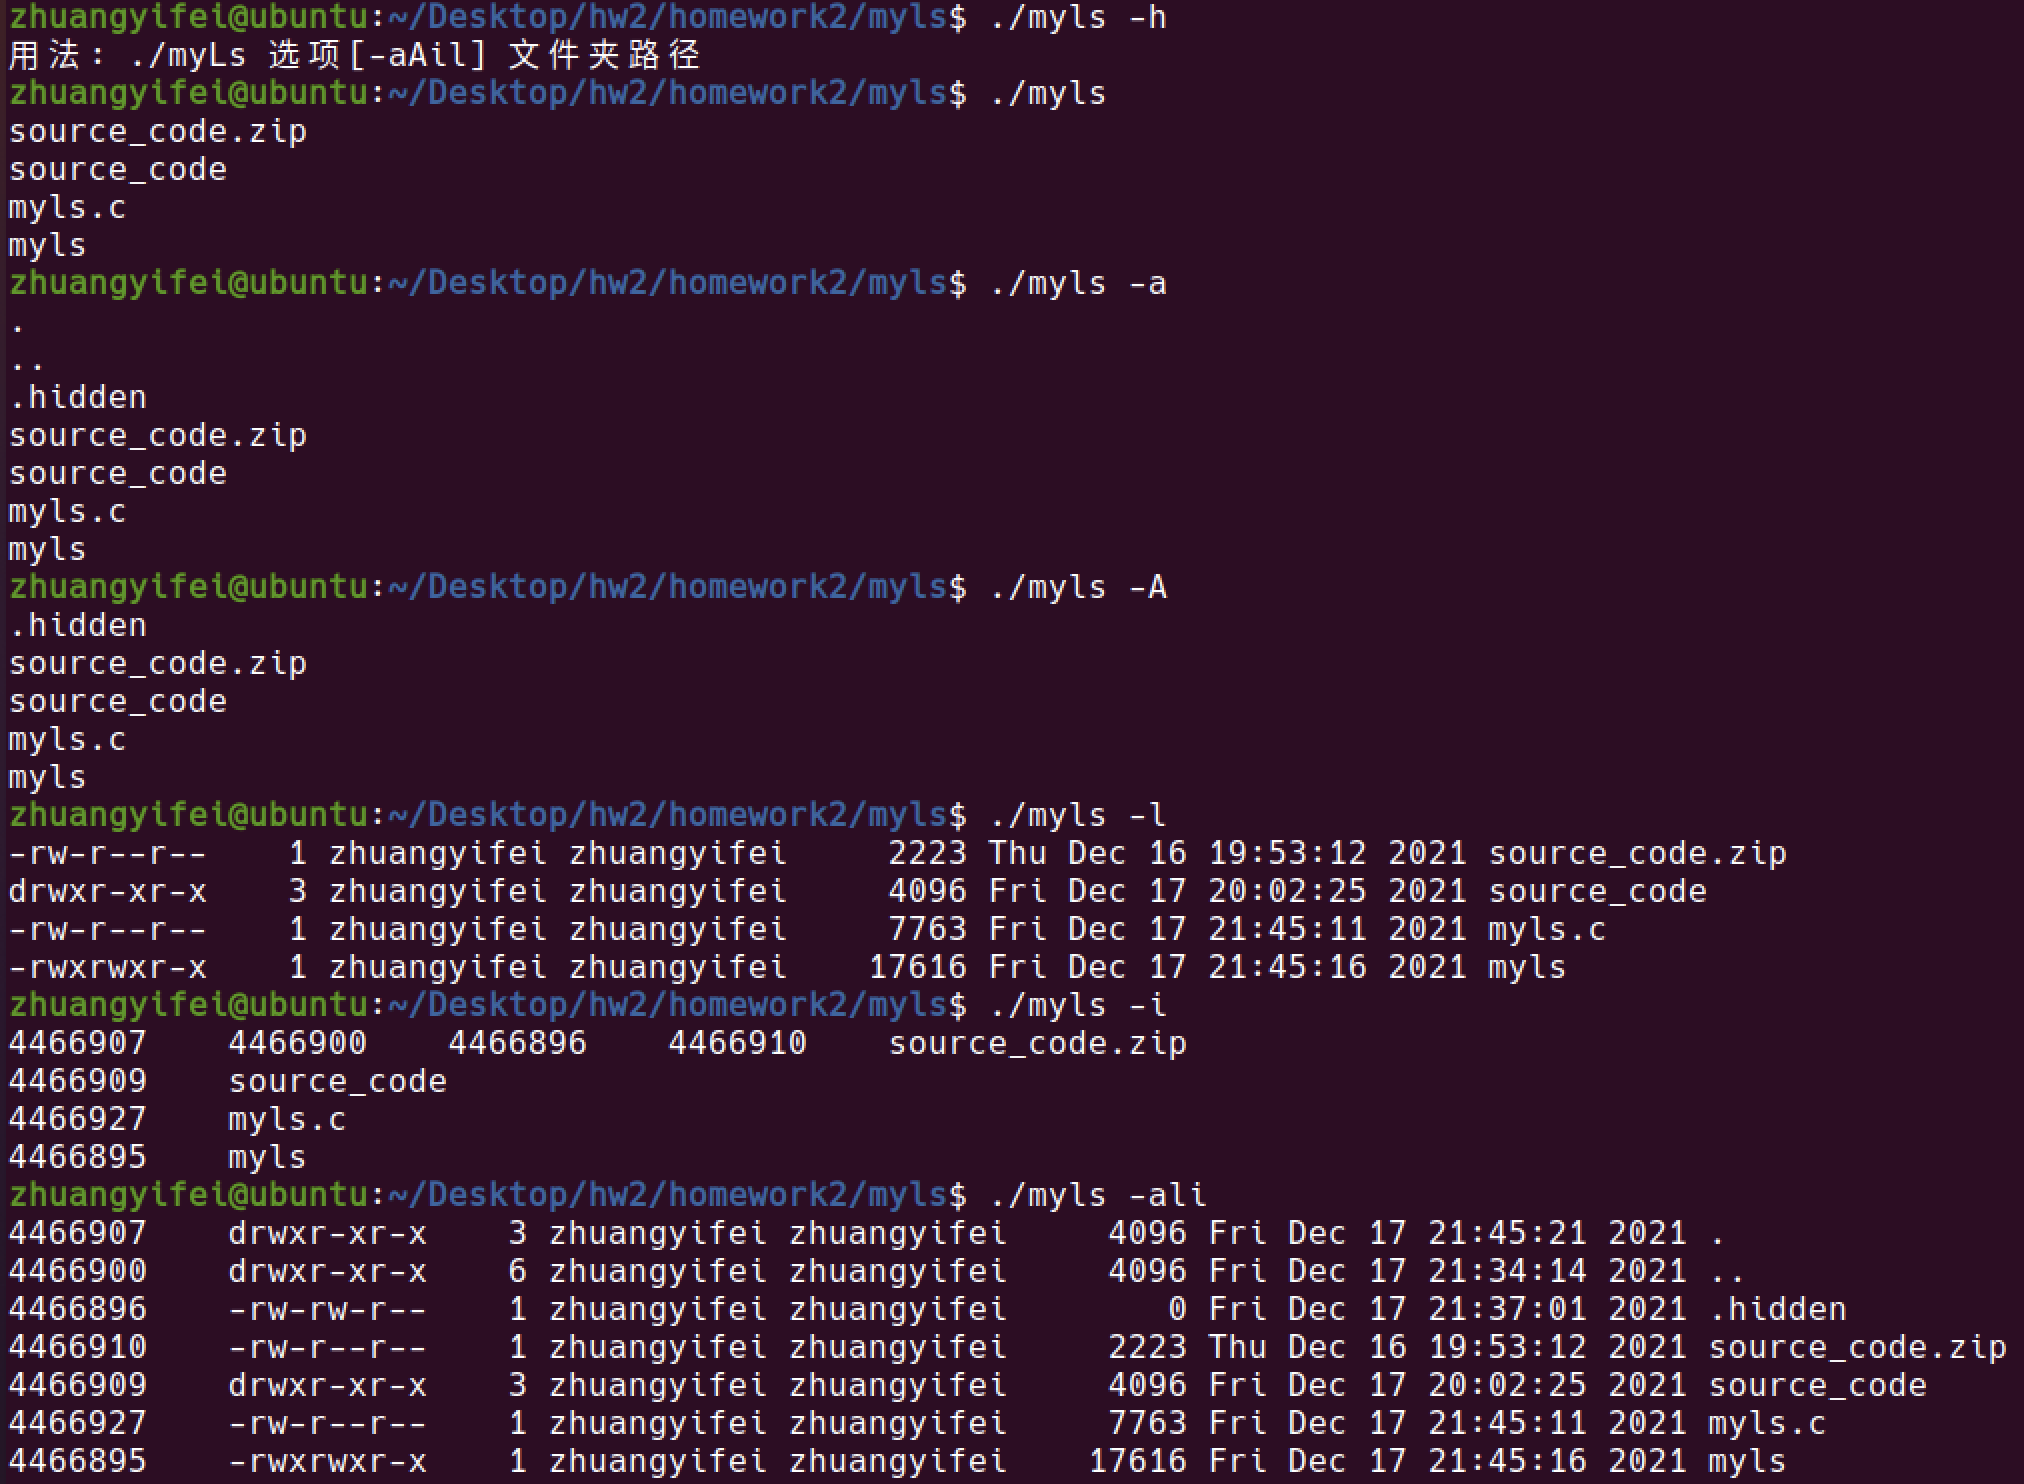 zhuangyifei@ubuntu:~/Desktop/hw2/homework2/myls$ ./myls -h
用法: ./myLs 选项[-aAil] 文件夹路径
zhuangyifei@ubuntu:~/Desktop/hw2/homework2/myls$ ./myls
source_code.zip
source_code
myls.c
myls
zhuangyifei@ubuntu:~/Desktop/hw2/homework2/myls$ ./myls -a
.
..
.hidden
source_code.zip
source_code
myls.c
myls
zhuangyifei@ubuntu:~/Desktop/hw2/homework2/myls$ ./myls -A
.hidden
source_code.zip
source_code
myls.c
myls
zhuangyifei@ubuntu:~/Desktop/hw2/homework2/myls$ ./myls -l
-rw-r--r--    1 zhuangyifei zhuangyifei     2223 Thu Dec 16 19:53:12 2021 source_code.zip
drwxr-xr-x    3 zhuangyifei zhuangyifei     4096 Fri Dec 17 20:02:25 2021 source_code
-rw-r--r--    1 zhuangyifei zhuangyifei     7763 Fri Dec 17 21:45:11 2021 myls.c
-rwxrwxr-x    1 zhuangyifei zhuangyifei    17616 Fri Dec 17 21:45:16 2021 myls
zhuangyifei@ubuntu:~/Desktop/hw2/homework2/myls$ ./myls -i
4466907    4466900    4466896    4466910    source_code.zip
4466909    source_code
4466927    myls.c
4466895    myls
zhuangyifei@ubuntu:~/Desktop/hw2/homework2/myls$ ./myls -ali
4466907    drwxr-xr-x    3 zhuangyifei zhuangyifei     4096 Fri Dec 17 21:45:21 2021 .
4466900    drwxr-xr-x    6 zhuangyifei zhuangyifei     4096 Fri Dec 17 21:34:14 2021 ..
4466896    -rw-rw-r--    1 zhuangyifei zhuangyifei        0 Fri Dec 17 21:37:01 2021 .hidden
4466910    -rw-r--r--    1 zhuangyifei zhuangyifei     2223 Thu Dec 16 19:53:12 2021 source_code.zip
4466909    drwxr-xr-x    3 zhuangyifei zhuangyifei     4096 Fri Dec 17 20:02:25 2021 source_code
4466927    -rw-r--r--    1 zhuangyifei zhuangyifei     7763 Fri Dec 17 21:45:11 2021 myls.c
4466895    -rwxrwxr-x    1 zhuangyifei zhuangyifei    17616 Fri Dec 17 21:45:16 2021 myls